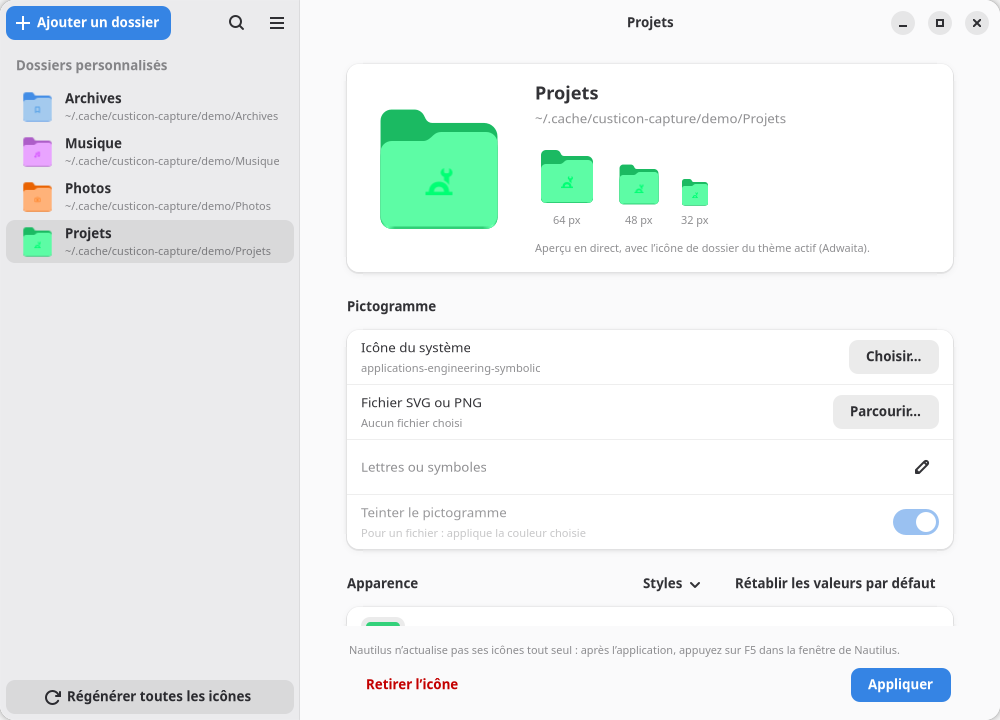 Ajouter un dossier
Dossiers personnalisés
Archives
~/.cache/custicon-capture/demo/Archives
Musique
~/.cache/custicon-capture/demo/Musique
Photos
~/.cache/custicon-capture/demo/Photos
Projets
~/.cache/custicon-capture/demo/Projets
Régénérer toutes les icônes
Projets
Projets
~/.cache/custicon-capture/demo/Projets
64 px
48 px
32 px
Aperçu en direct, avec l’icône de dossier du thème actif (Adwaita).
Pictogramme
Icône du système
applications-engineering-symbolic
Choisir…
Fichier SVG ou PNG
Aucun fichier choisi
Parcourir…
Lettres ou symboles
Teinter le pictogramme
Pour un fichier : applique la couleur choisie
Apparence
Styles
Rétablir les valeurs par défaut
Nautilus n’actualise pas ses icônes tout seul : après l’application, appuyez sur F5 dans la fenêtre de Nautilus.
Retirer l’icône
Appliquer